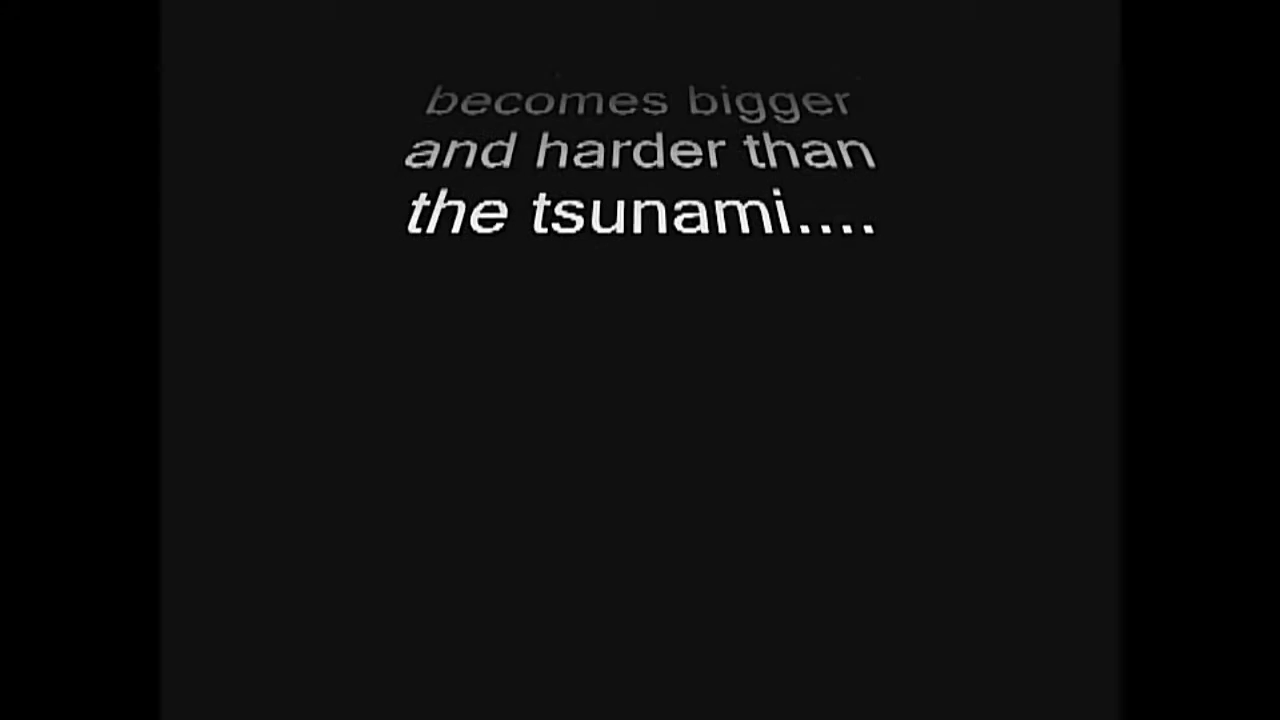 becomes bigger
and harder than
the tsunami....